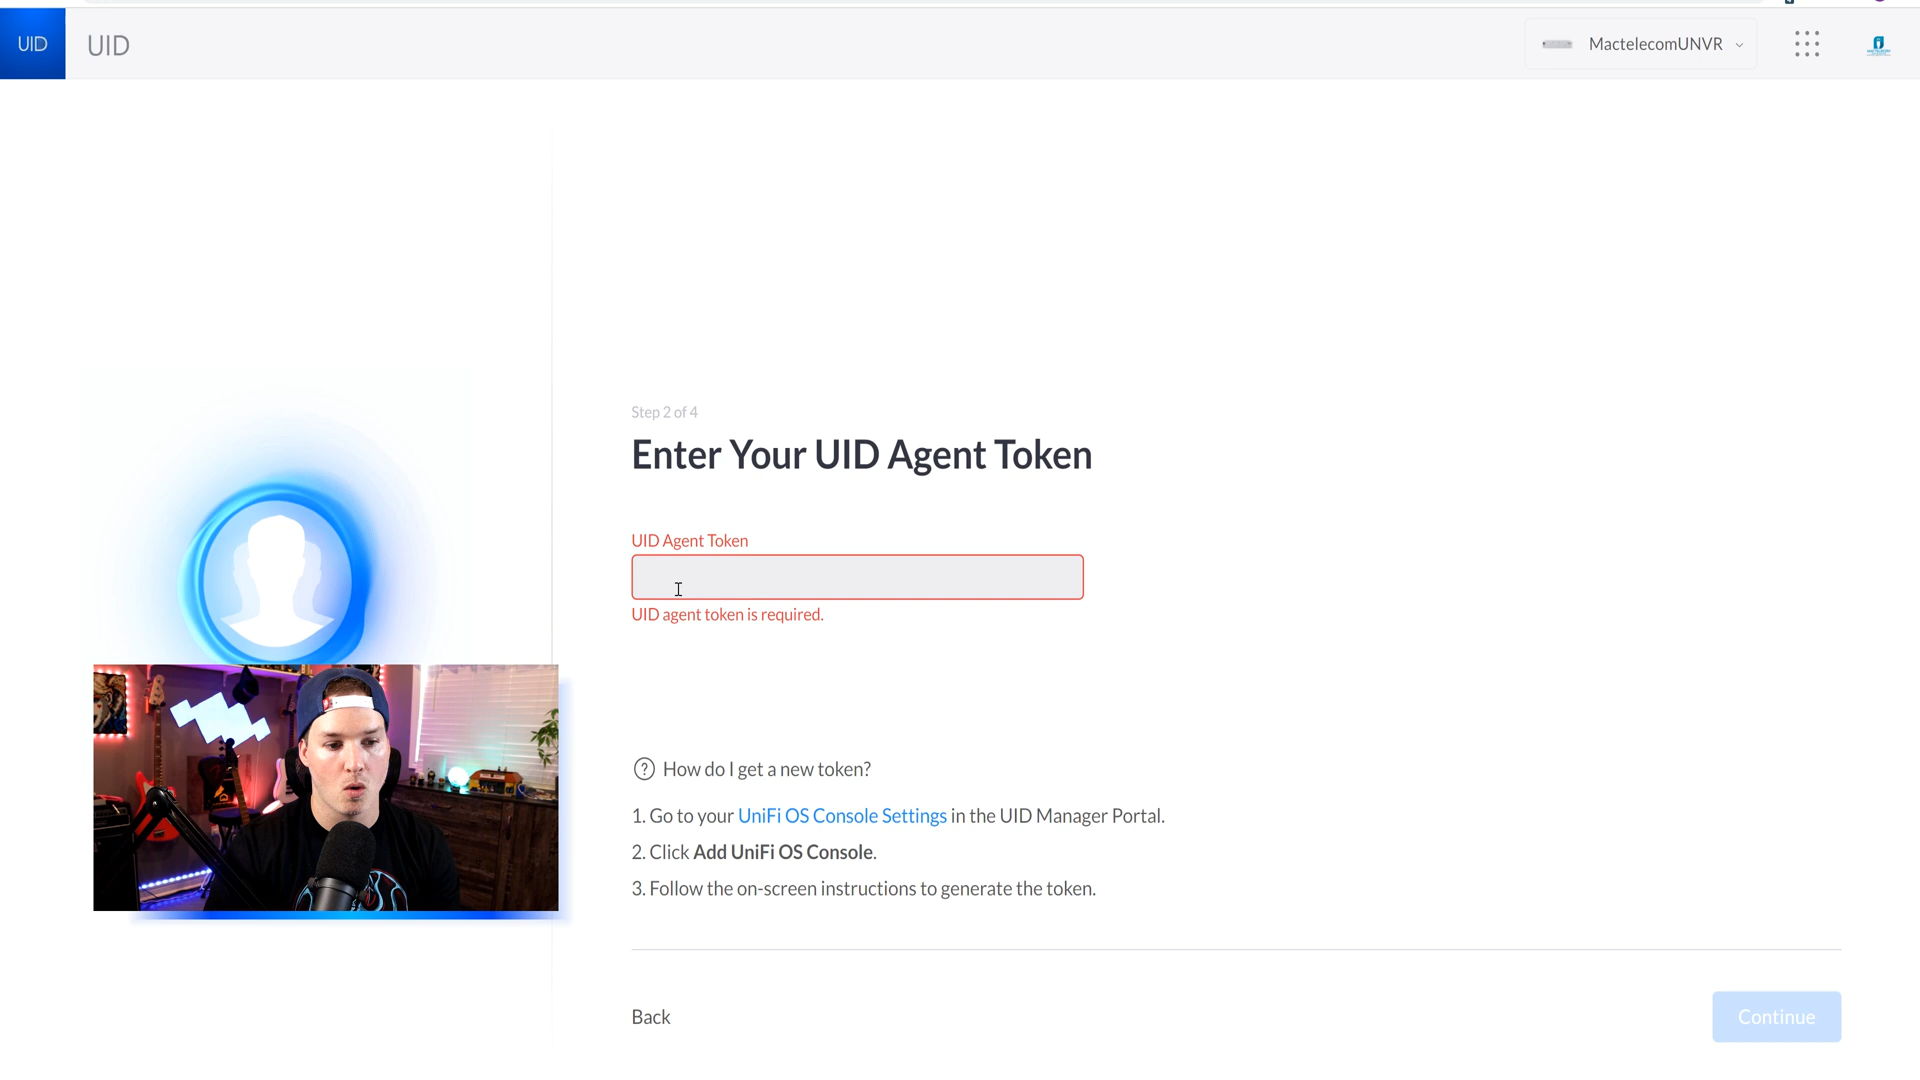 UID
UID
MactelecomUNVR
Step 2 of 4
Enter Your UID Agent Token
UID Agent Token
UID agent token is required.
How do I get a new token?
1. Go to your UniFi OS Console Settings in the UID Manager Portal.
2. Click Add UniFi OS Console.
3. Follow the on-screen instructions to generate the token.
Back
Continue